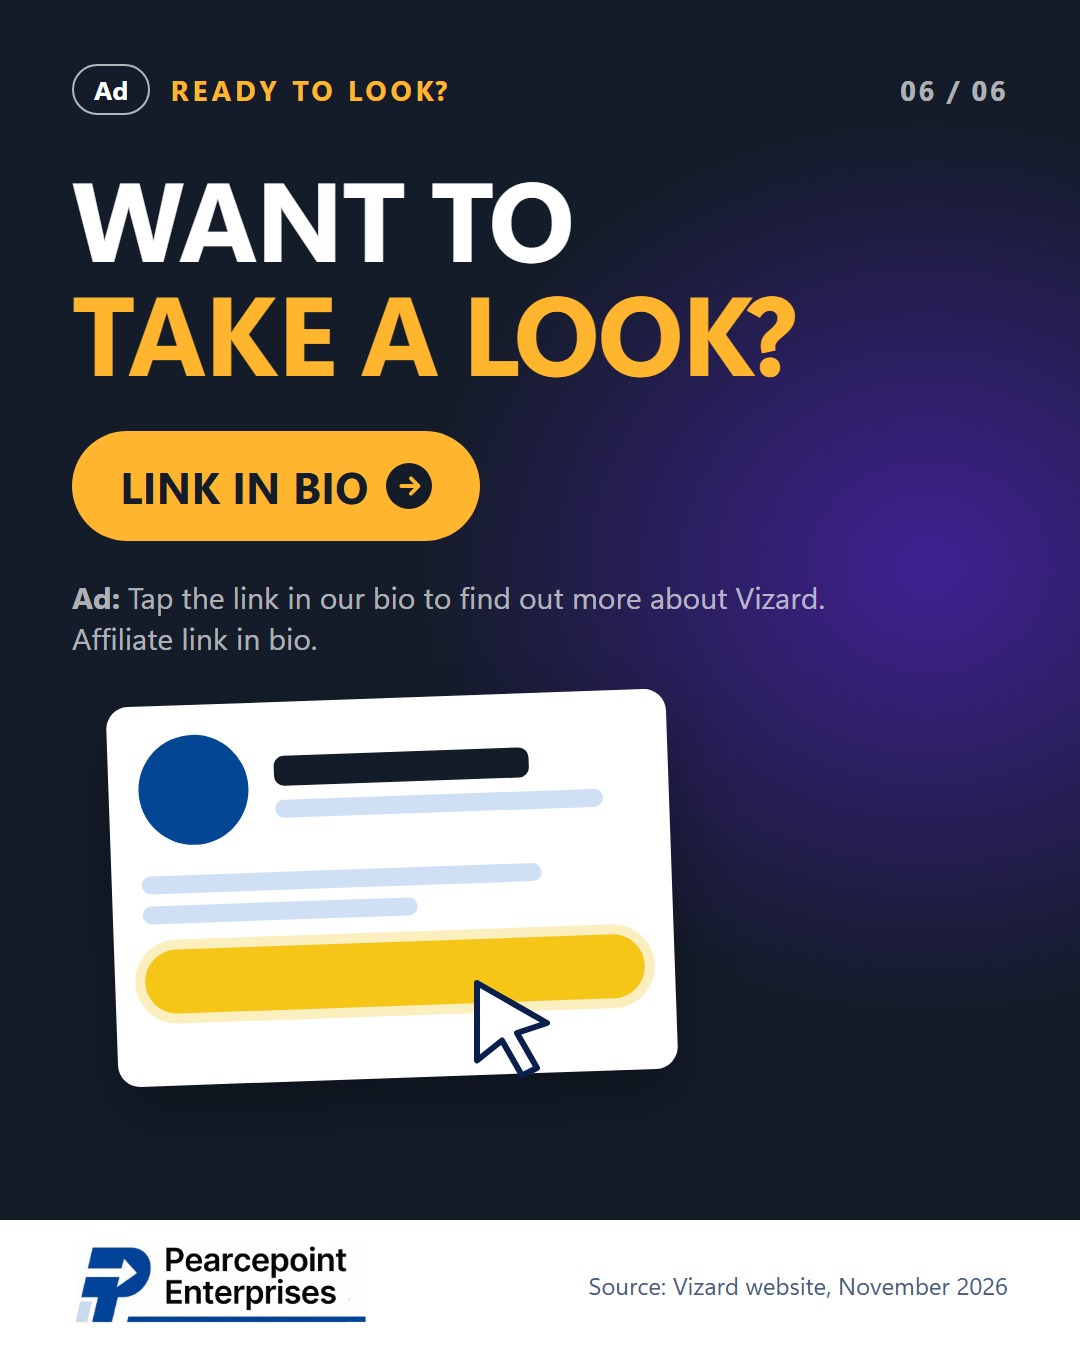 Ad
READY TO LOOK?
06 / 06
WANT TO
TAKE A LOOK?
LINK IN BIO
Ad: Tap the link in our bio to find out more about Vizard.
Affiliate link in bio.
Pearcepoint
Enterprises
Source: Vizard website, November 2026